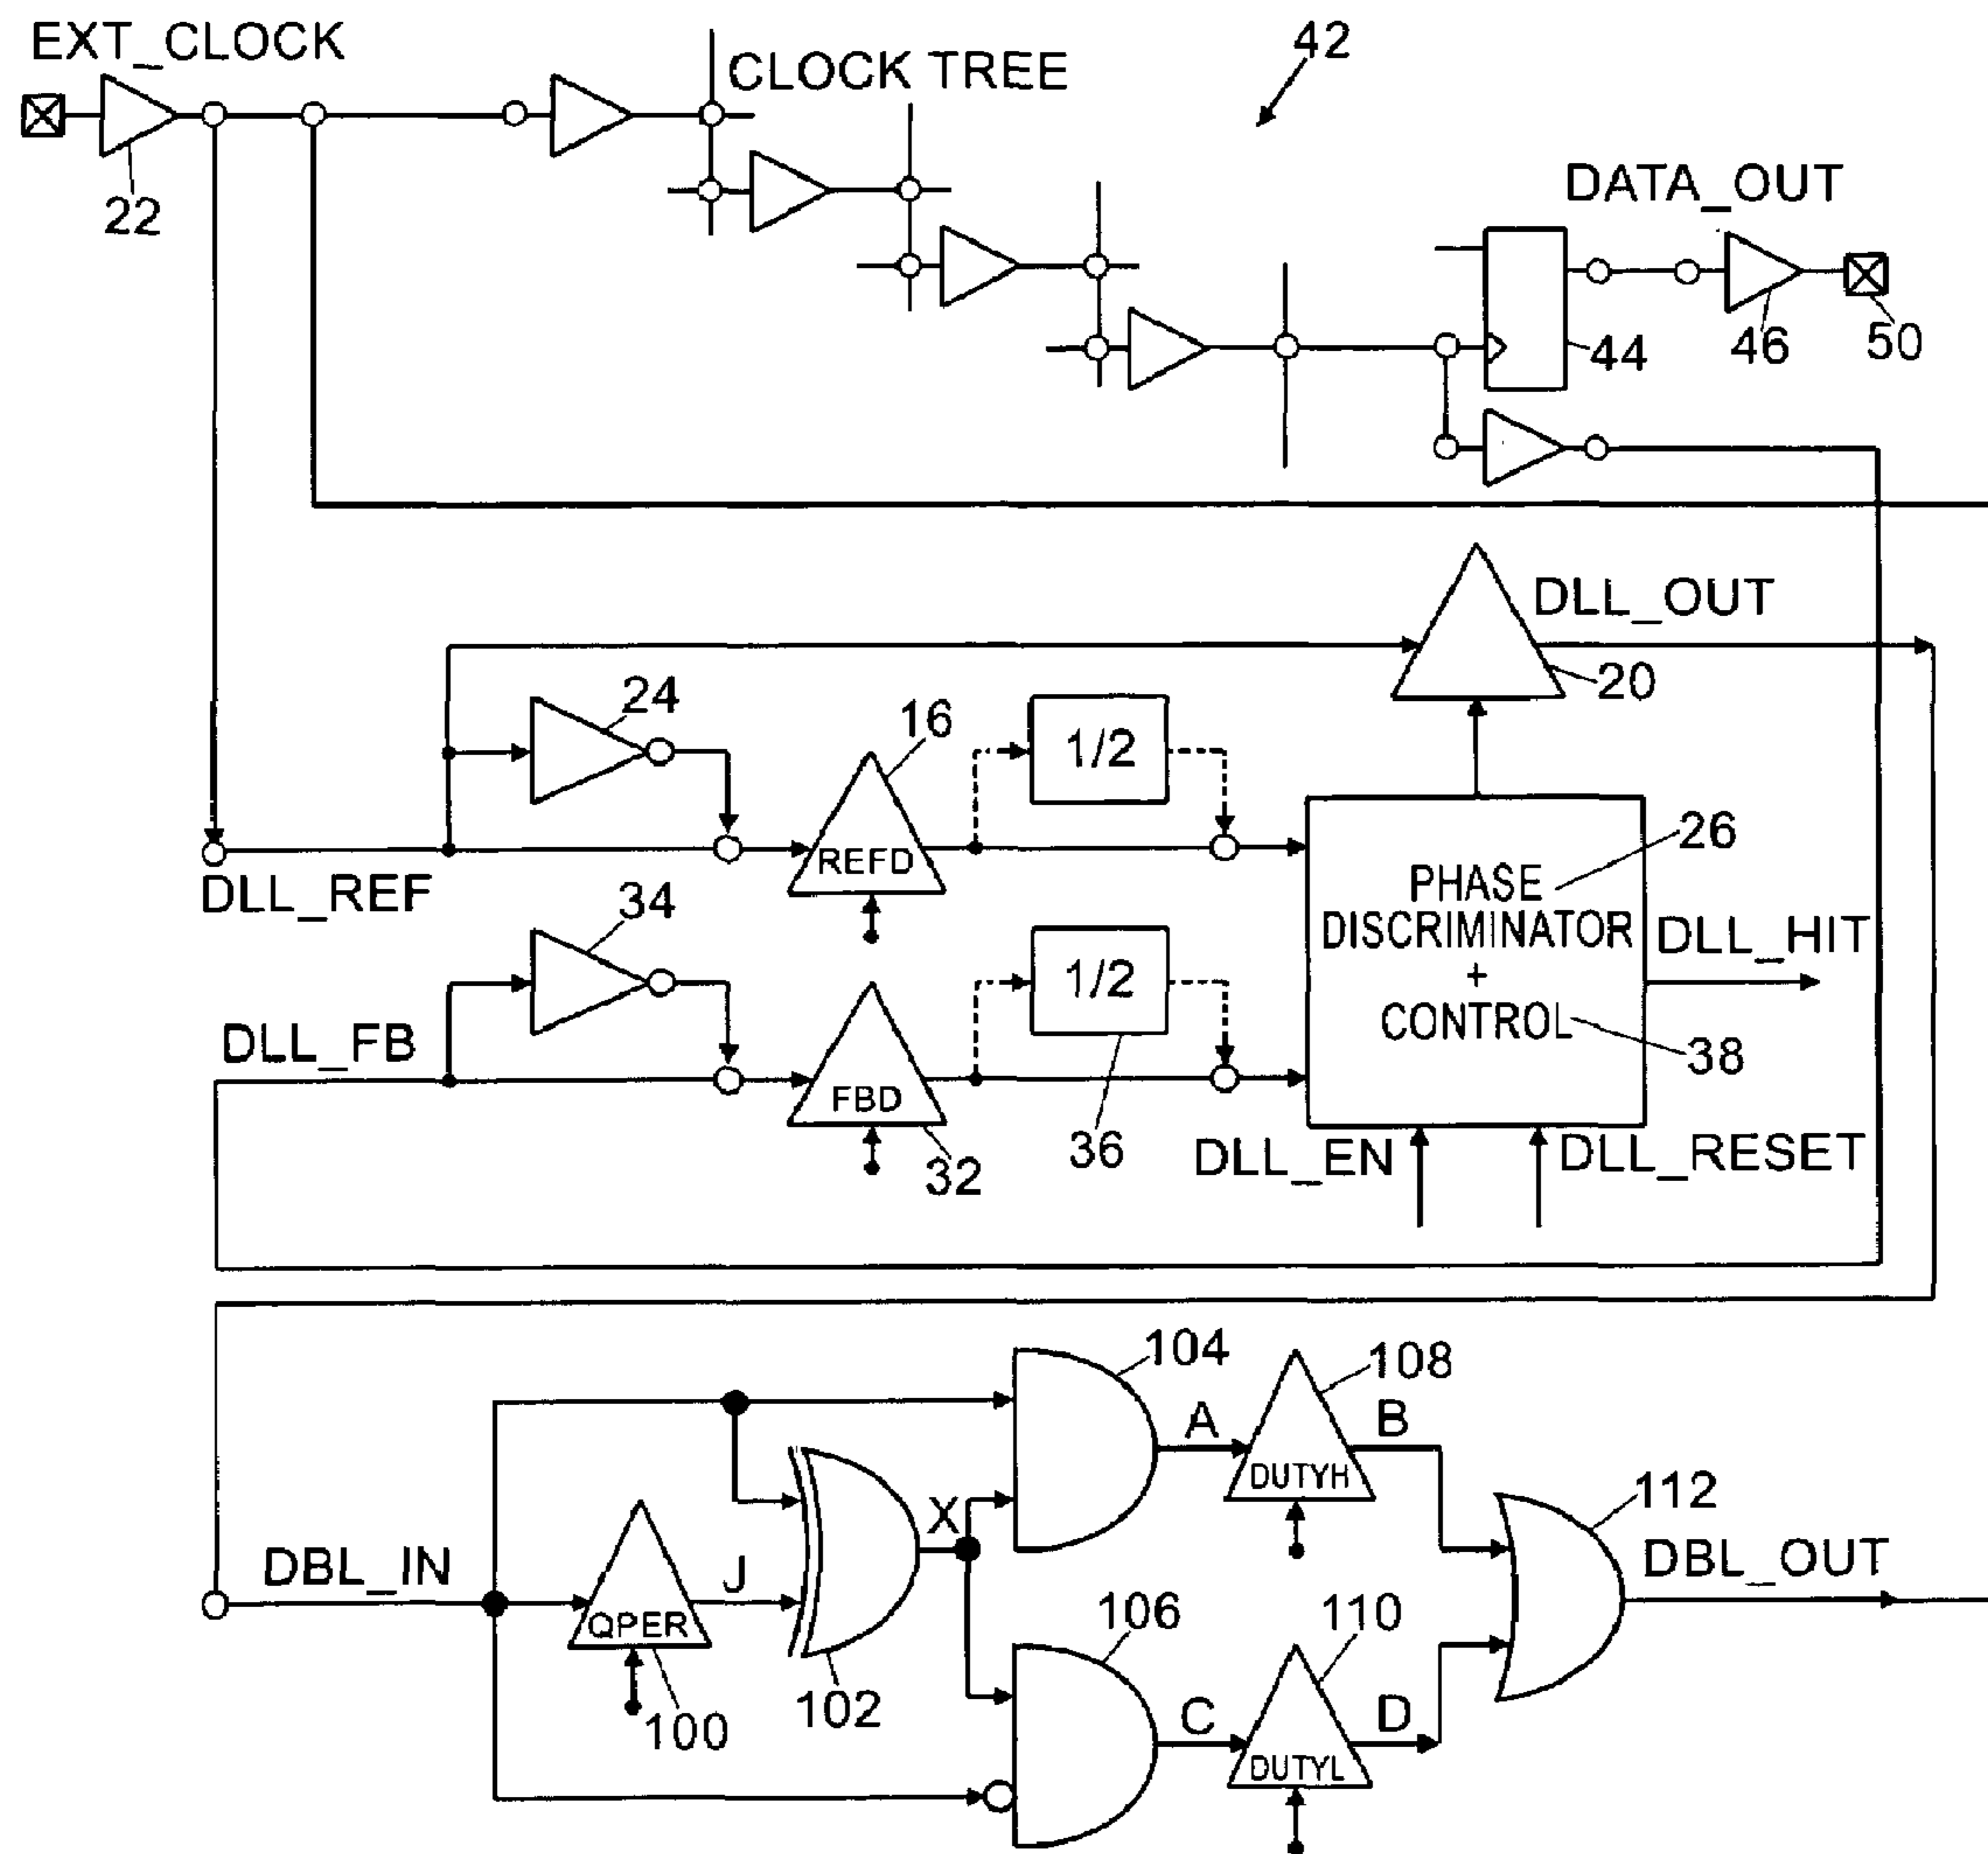 EXT_CLOCK
CLOCK TREE
42
22
DATA_OUT
44
46
50
DLL_OUT
20
24
16
1/2
REFD
DLL_REF
26
PHASE
DISCRIMINATOR
+
CONTROL
38
DLL_HIT
34
1/2
DLL_FB
FBD
32
36
DLL_EN
DLL_RESET
104
108
A
B
DUTYH
112
X
DBL_IN
J
QPER
100
102
106
110
C
D
DUTYL
DBL_OUT